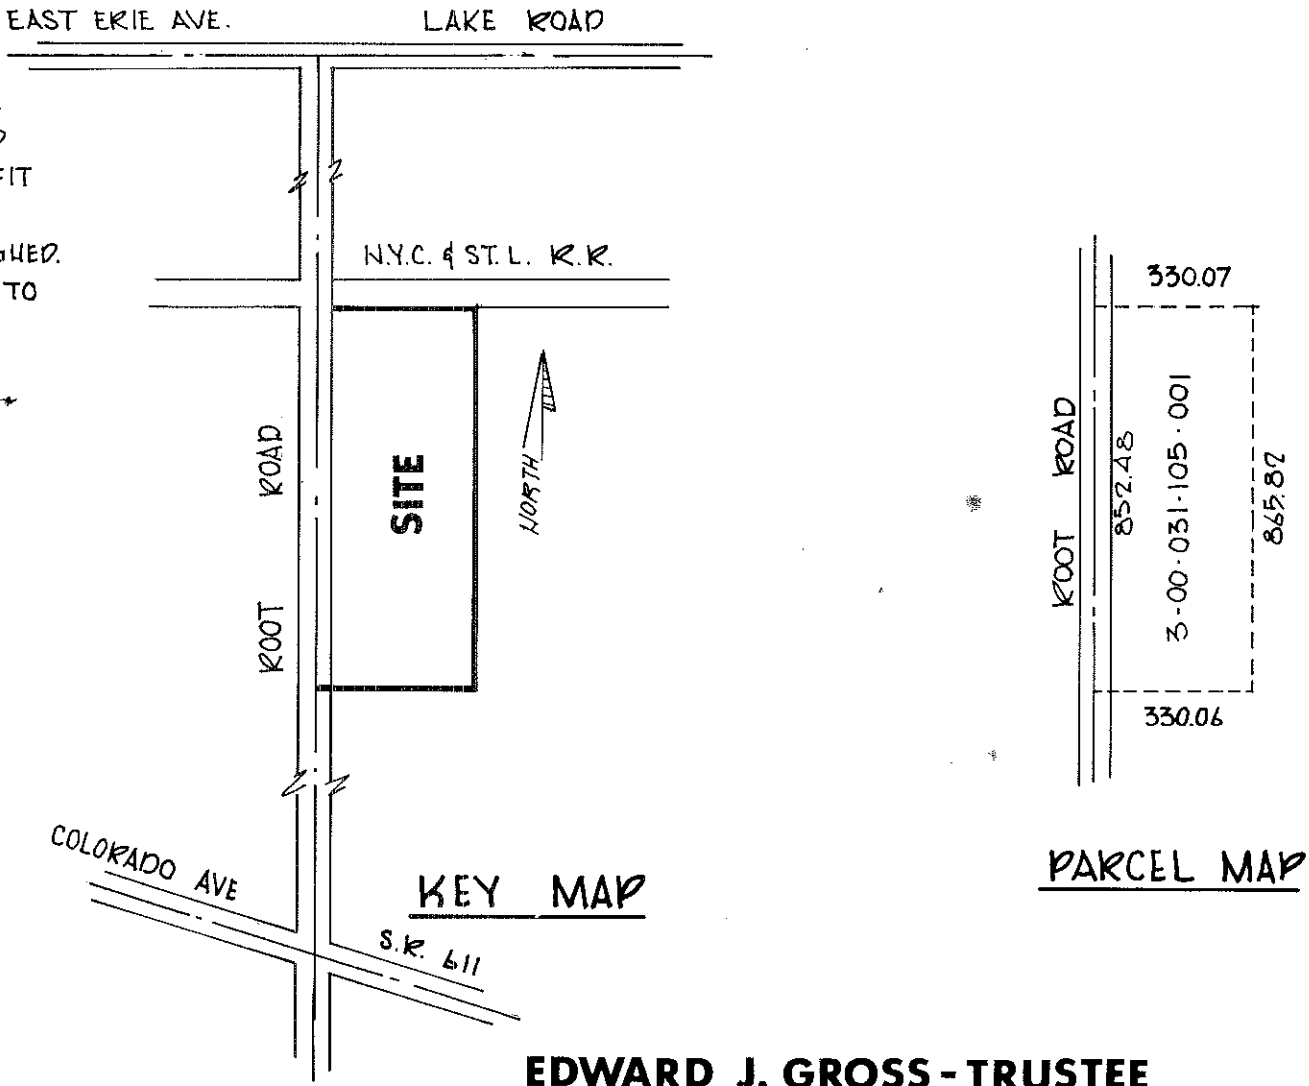 EAST ERIE AVE. LAKE ROAD
FIT
N.Y.C. & ST. L. R.R.
TO
ROOT ROAD
SITE
NORTH
COLORADO AVE
S.R. 611
KEY MAP
330.07
ROOT ROAD
852.48
3-00-031-105-001
865.82
330.06
PARCEL MAP
EDWARD J. GROSS - TRUSTEE